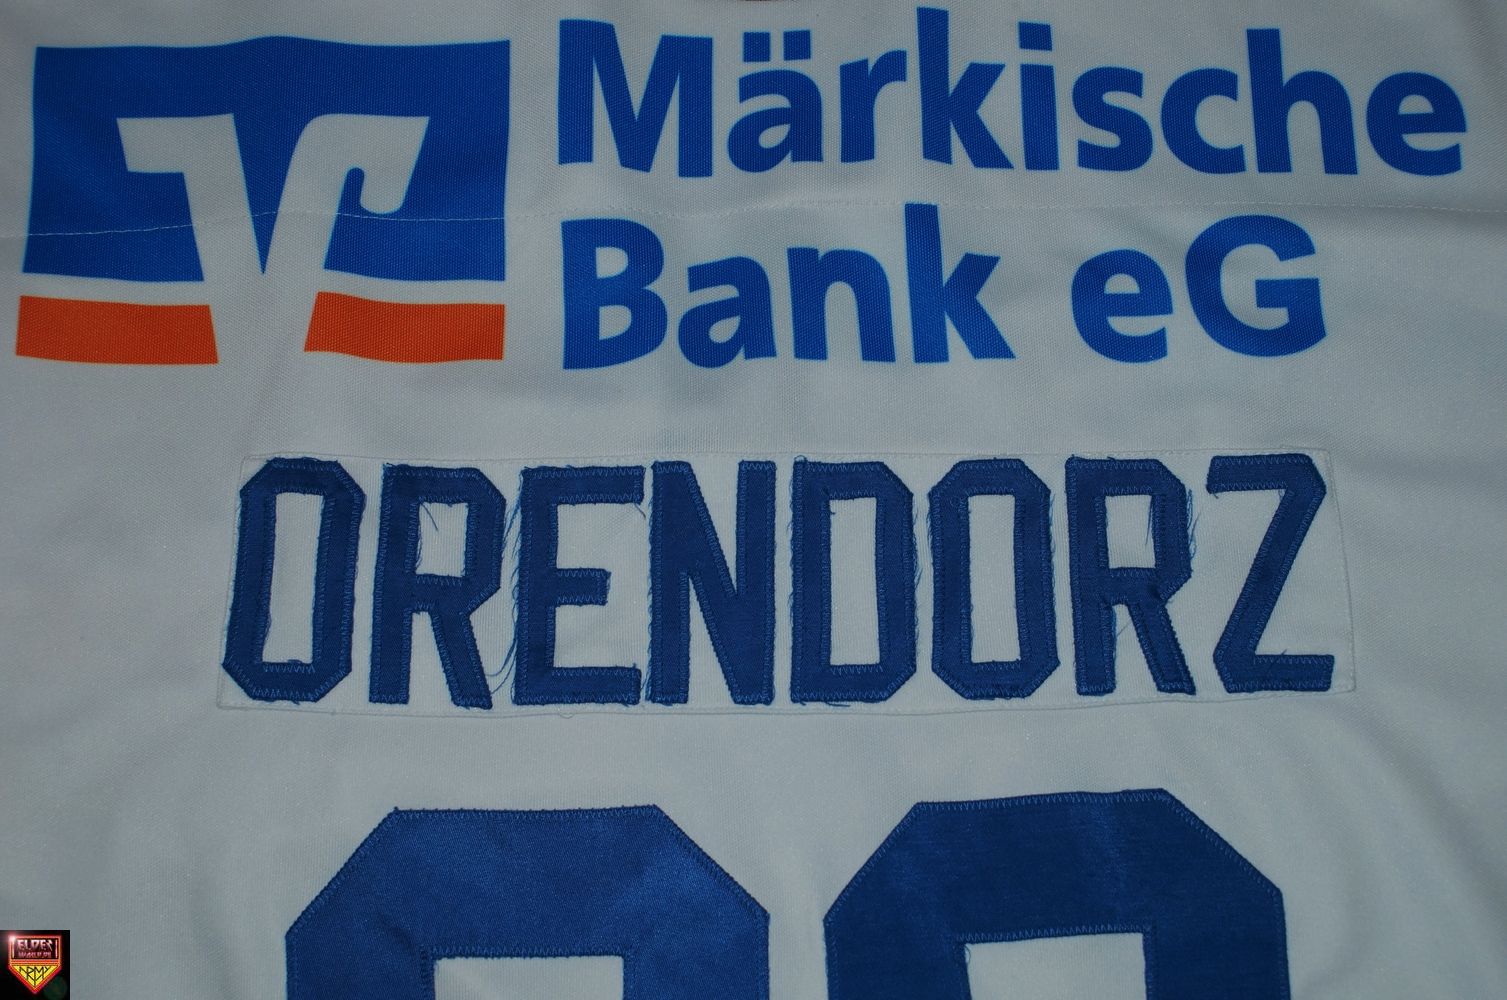 Märkische
Bank eG
ORENDORZ